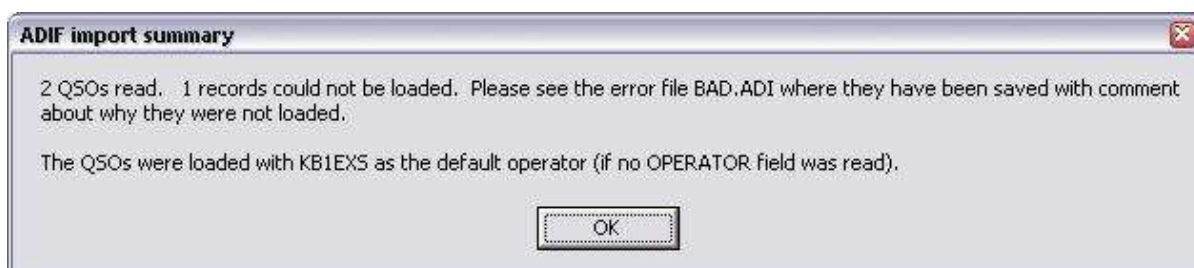 ADIF import summary
2 QSOs read. 1 records could not be loaded. Please see the error file BAD.ADI where they have been saved with comment
about why they were not loaded.
The QSOs were loaded with KB1EXS as the default operator (if no OPERATOR field was read).
OK